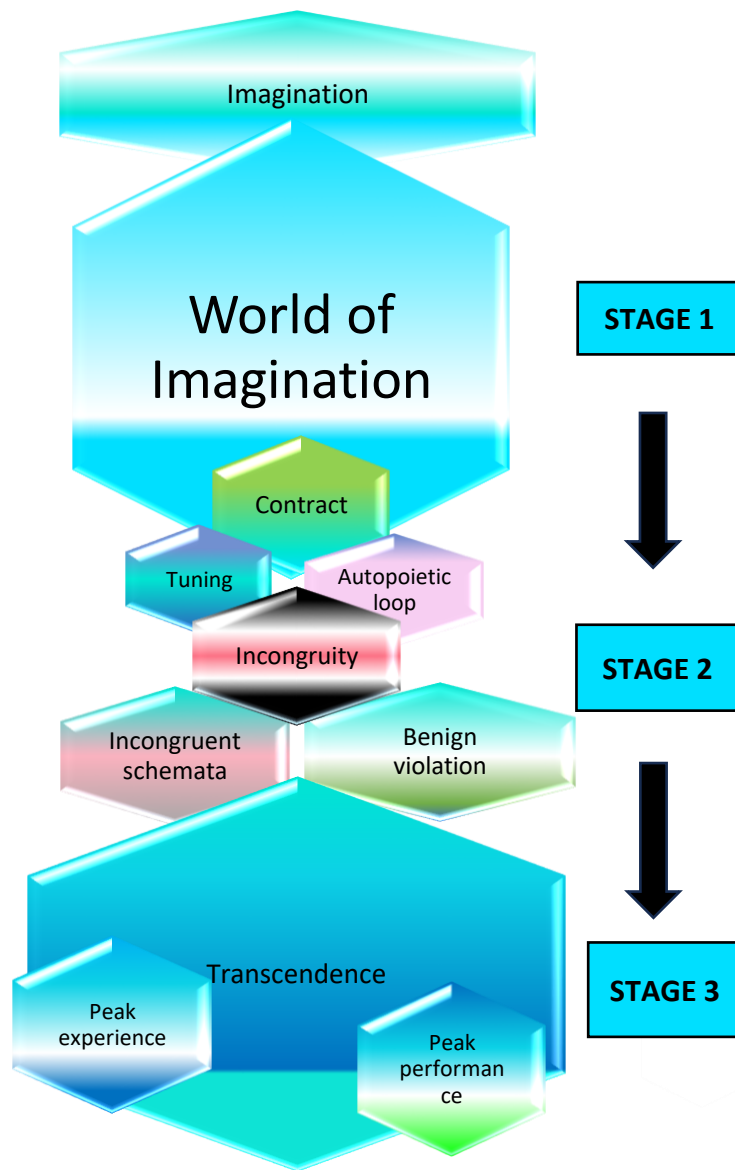 Imagination
World of
Imagination
STAGE 1
Contract
Tuning
Autopoietic
loop
Incongruity
STAGE 2
Incongruent
schemata
Benign
violation
Transcendence
STAGE 3
Peak
experience
Peak
performan
ce